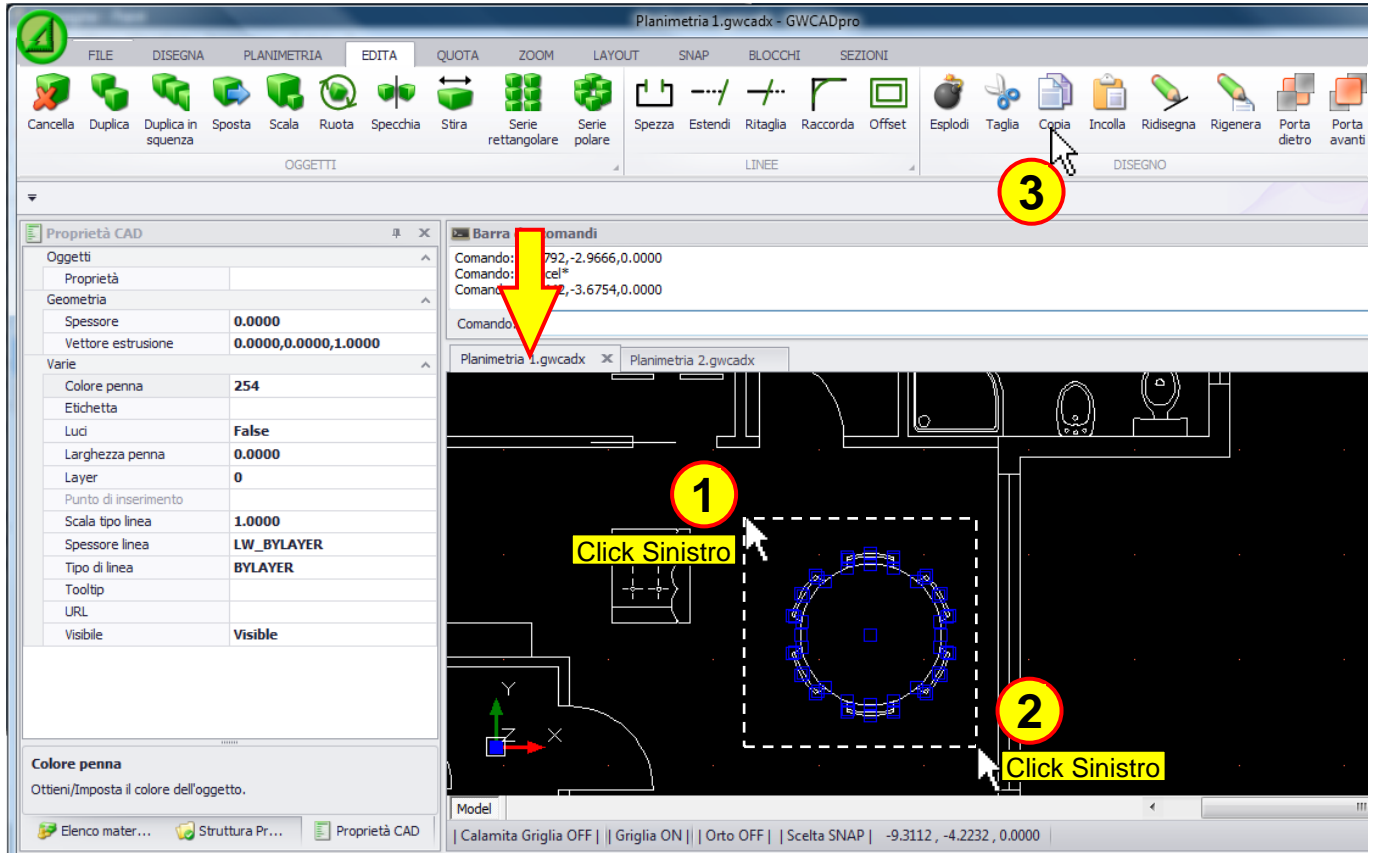 Planimetria 1.gwcadx - GWCADpro
FILE DISEGNA PLANIMETRIA EDITA QUOTA ZOOM LAYOUT SNAP BLOCCHI SEZIONI
Cancella Duplica Duplica in squenza Sposta Scala Ruota Specchia Stira Serie rettangolare Serie polare Spezza Estendi Ritaglia Raccorda Offset Esplodi Taglia Copia Incolla Ridisegna Rigenera Porta dietro Porta avanti
OGGETTI LINEE DISEGNO
3
Proprietà CAD
Oggetti
Proprietà
Geometria
Spessore 0.0000
Vettore estrusione 0.0000,0.0000,1.0000
Varie
Colore penna 254
Etichetta
Luci False
Larghezza penna 0.0000
Layer 0
Punto di inserimento
Scala tipo linea 1.0000
Spessore linea LW_BYLAYER
Tipo di linea BYLAYER
Tooltip
URL
Visibile Visible
Colore penna
Ottieni/Imposta il colore dell'oggetto.
Elenco mater... Struttura Pr... Proprietà CAD
Barra comandi
Comando: 792,-2.9666,0.0000
Comando: cel*
Comando 2,-3.6754,0.0000
Comando:
Planimetria 1.gwcadx Planimetria 2.gwcadx
1
Click Sinistro
2
Click Sinistro
Y
Z X
Model
| Calamita Griglia OFF | | Griglia ON | | Orto OFF | | Scelta SNAP | -9.3112 , -4.2232 , 0.0000